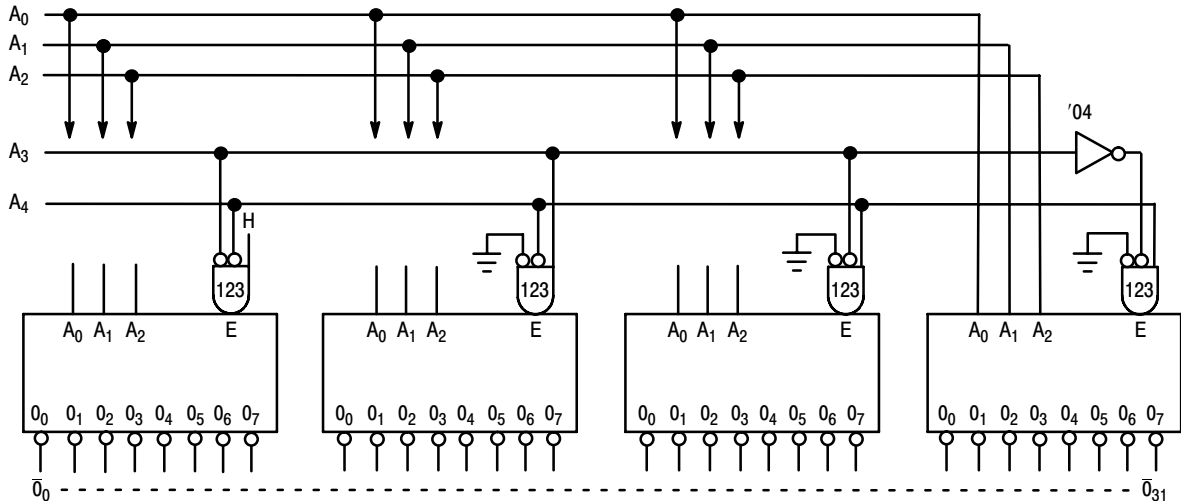 A₀
A₁
A₂
'04
A₃
A₄
H
123 123 123 123
A₀ A₁ A₂ E A₀ A₁ A₂ E A₀ A₁ A₂ E A₀ A₁ A₂ E
0₀ 0₁ 0₂ 0₃ 0₄ 0₅ 0₆ 0₇ 0₀ 0₁ 0₂ 0₃ 0₄ 0₅ 0₆ 0₇ 0₀ 0₁ 0₂ 0₃ 0₄ 0₅ 0₆ 0₇ 0₀ 0₁ 0₂ 0₃ 0₄ 0₅ 0₆ 0₇
0̅₀ 0̅₃₁